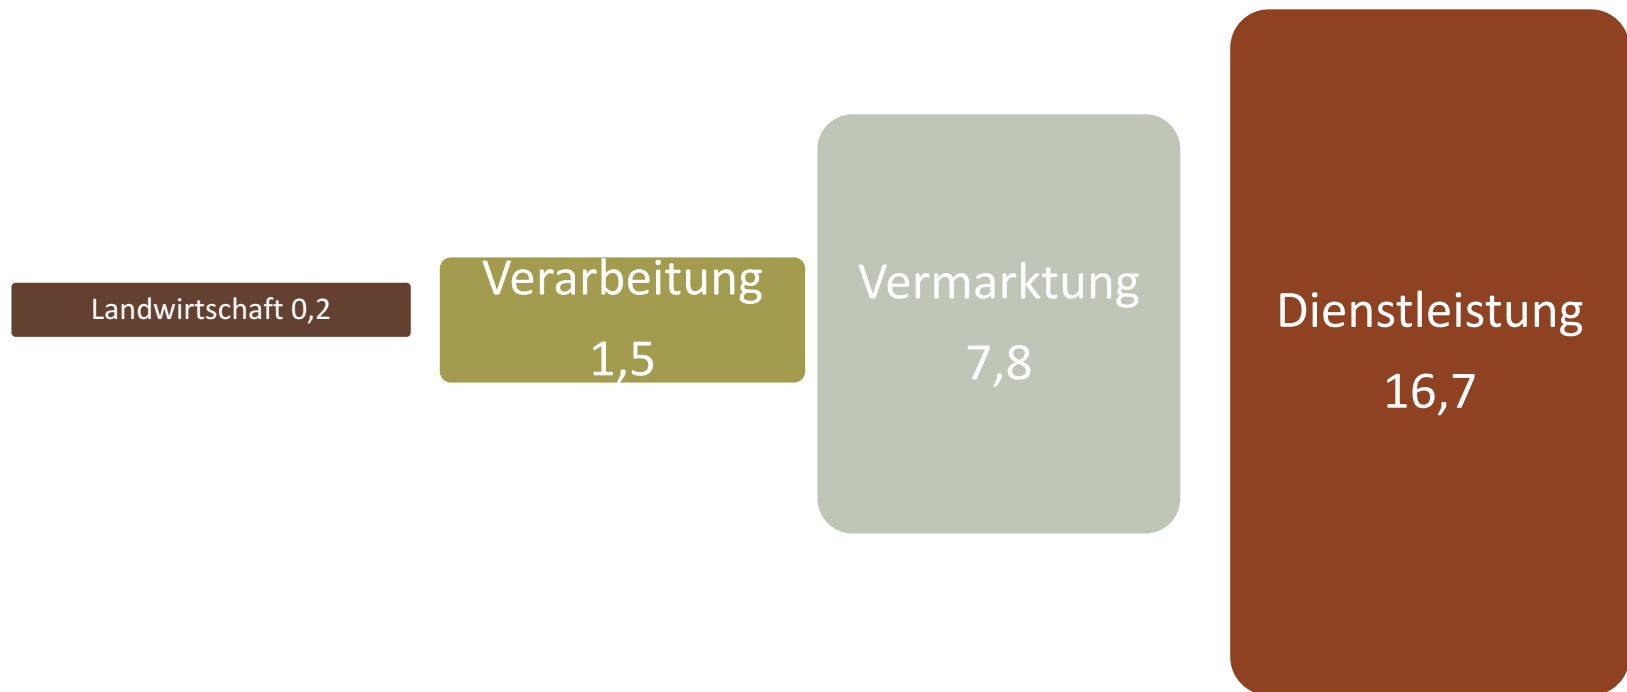 Landwirtschaft 0,2
Verarbeitung
1,5
Vermarktung
7,8
Dienstleistung
16,7